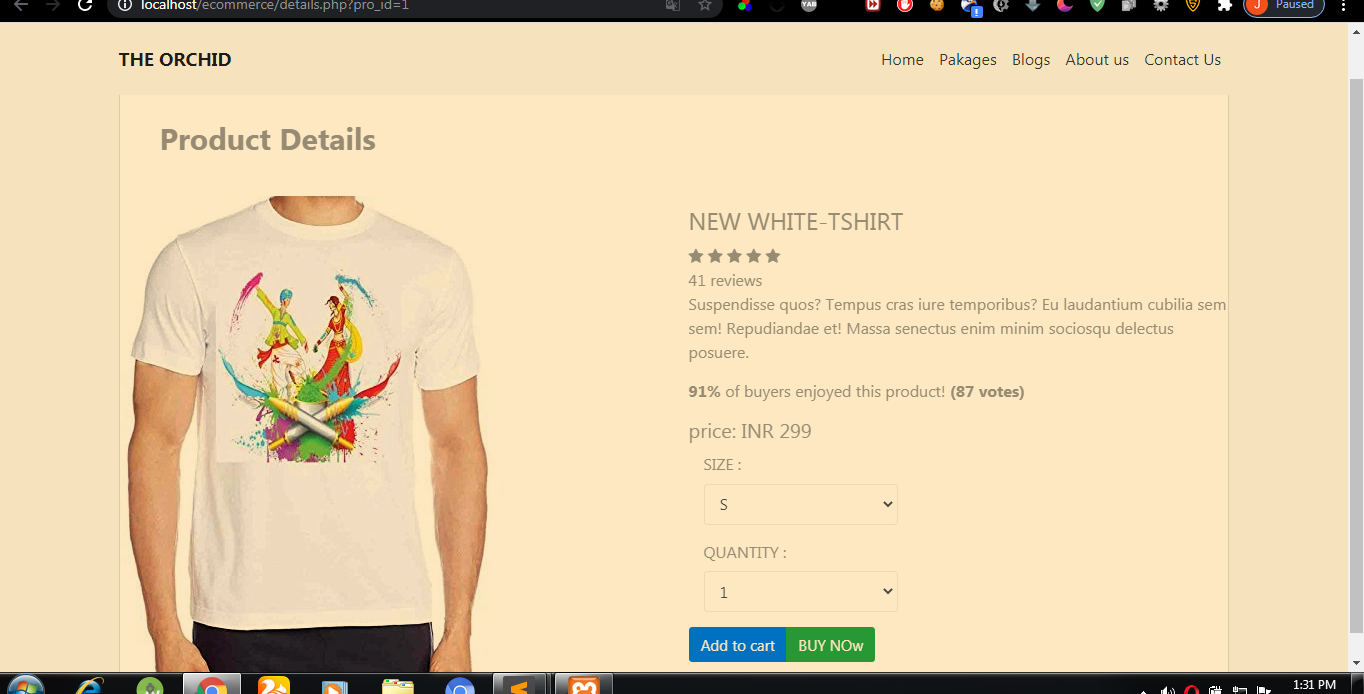 localhost/ecommerce/details.php?pro_id=1
YAB
J Paused
THE ORCHID
Home Pakages Blogs About us Contact Us
Product Details
NEW WHITE-TSHIRT
41 reviews
Suspendisse quos? Tempus cras iure temporibus? Eu laudantium cubilia sem
sem! Repudiandae et! Massa senectus enim minim sociosqu delectus
posuere.
91% of buyers enjoyed this product! (87 votes)
price: INR 299
SIZE :
S
QUANTITY :
1
Add to cart BUY NOw
1:31 PM